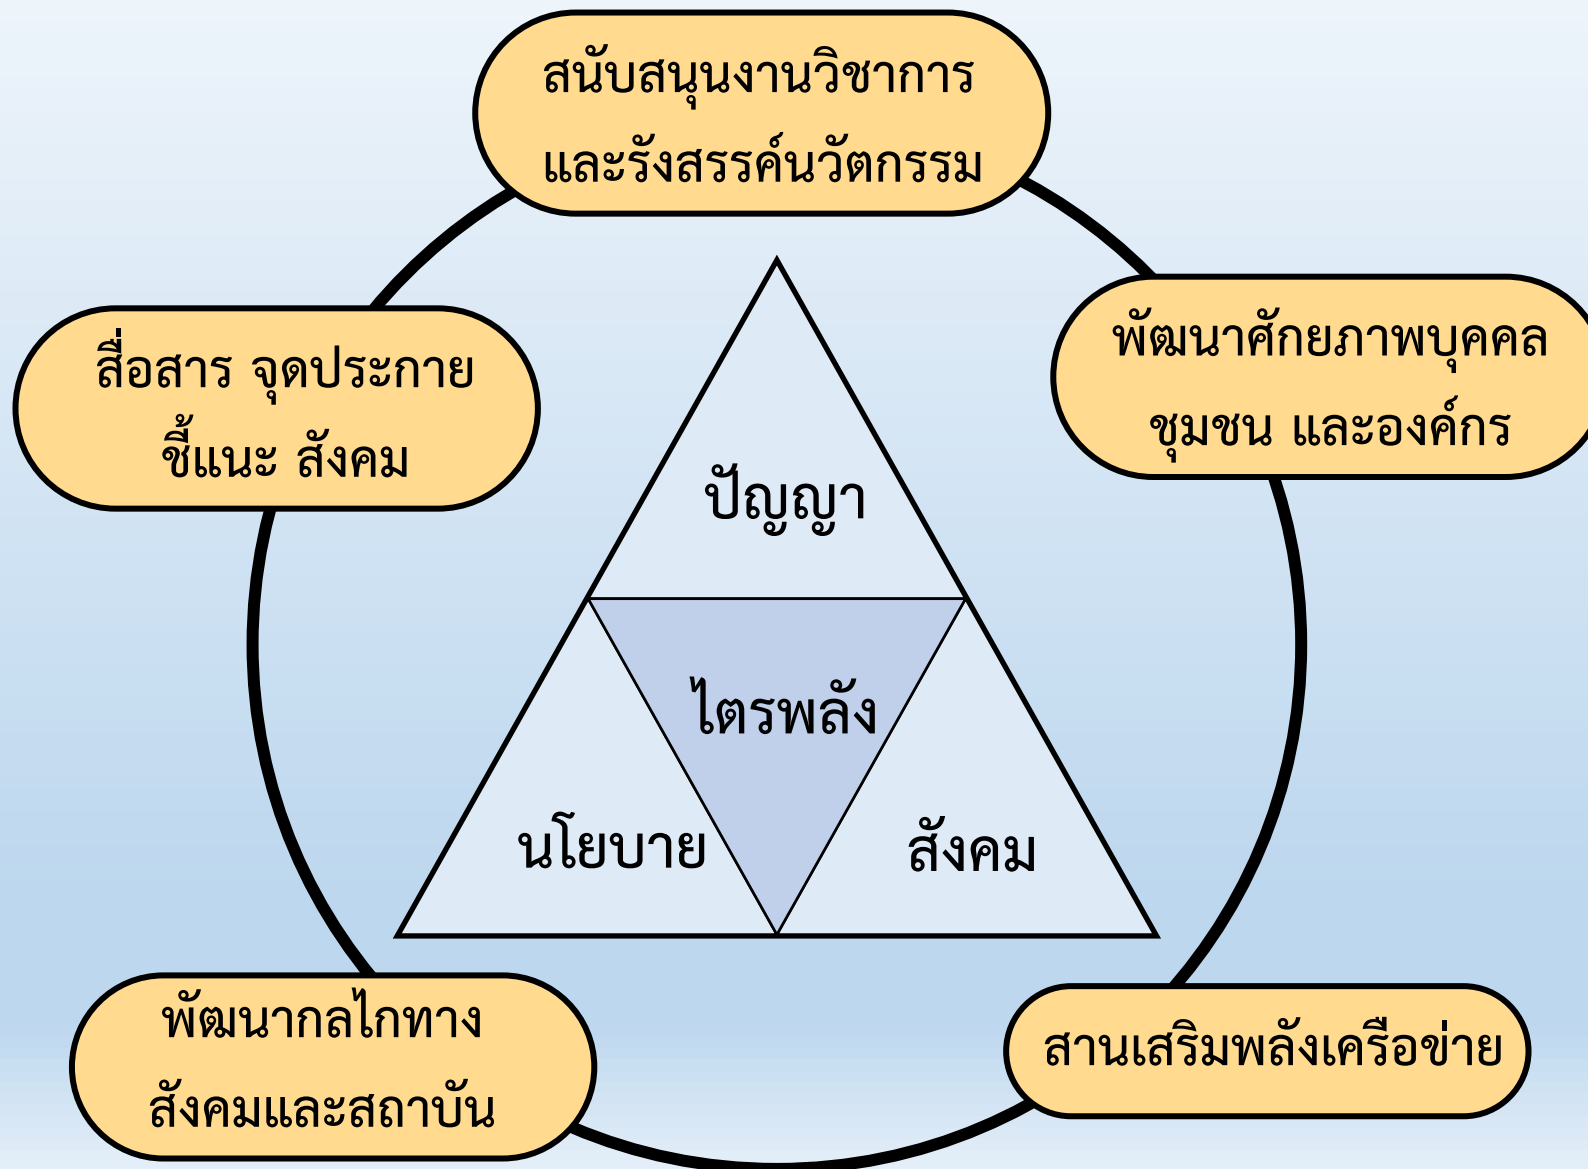 สนับสนุนงานวิชาการ
และรังสรรค์นวัตกรรม
สื่อสาร จุดประกาย
ชี้แนะ สังคม
พัฒนาศักยภาพบุคคล
ชุมชน และองค์กร
ปัญญา
ไตรพลัง
นโยบาย
สังคม
พัฒนากลไกทาง
สังคมและสถาบัน
สานเสริมพลังเครือข่าย